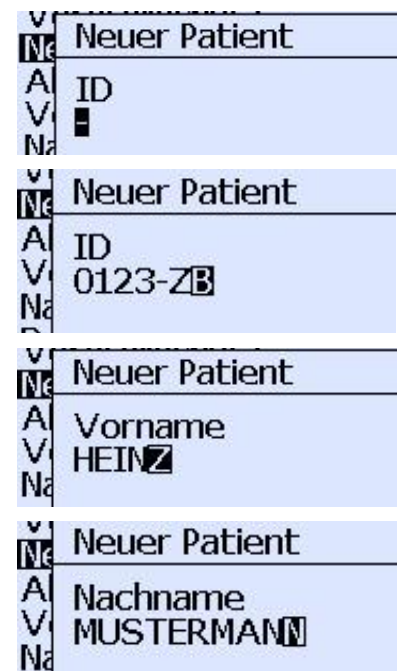 Neuer Patient
ID
-
Neuer Patient
ID
0123-ZB
Neuer Patient
Vorname
HEINZ
Neuer Patient
Nachname
MUSTERMANN